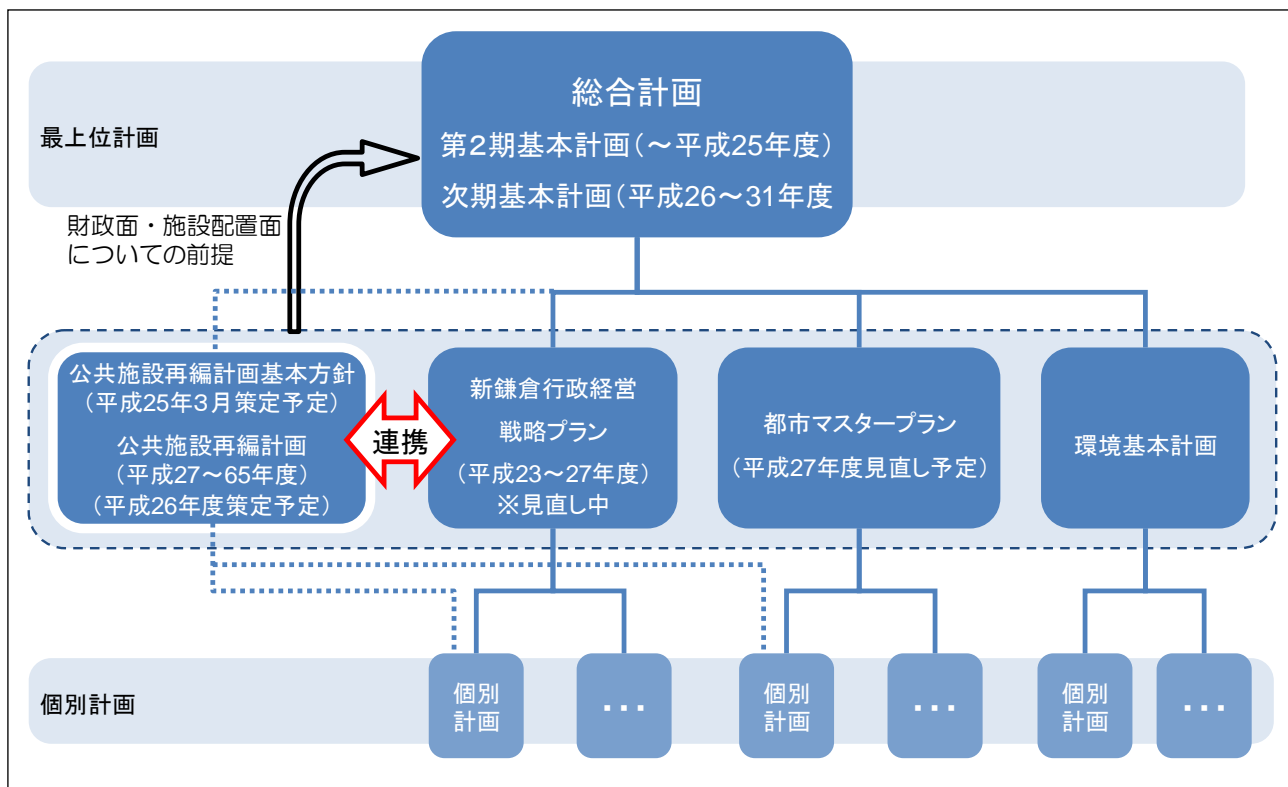 総合計画
第2期基本計画(～平成25年度)
次期基本計画(平成26～31年度
最上位計画
財政面・施設配置面
についての前提
公共施設再編計画基本方針
(平成25年3月策定予定)
公共施設再編計画
(平成27～65年度)
(平成26年度策定予定)
連携
新鎌倉行政経営
戦略プラン
(平成23～27年度)
※見直し中
都市マスタープラン
(平成27年度見直し予定)
環境基本計画
個別計画
個別
計画
・・・
個別
計画
・・・
個別
計画
・・・